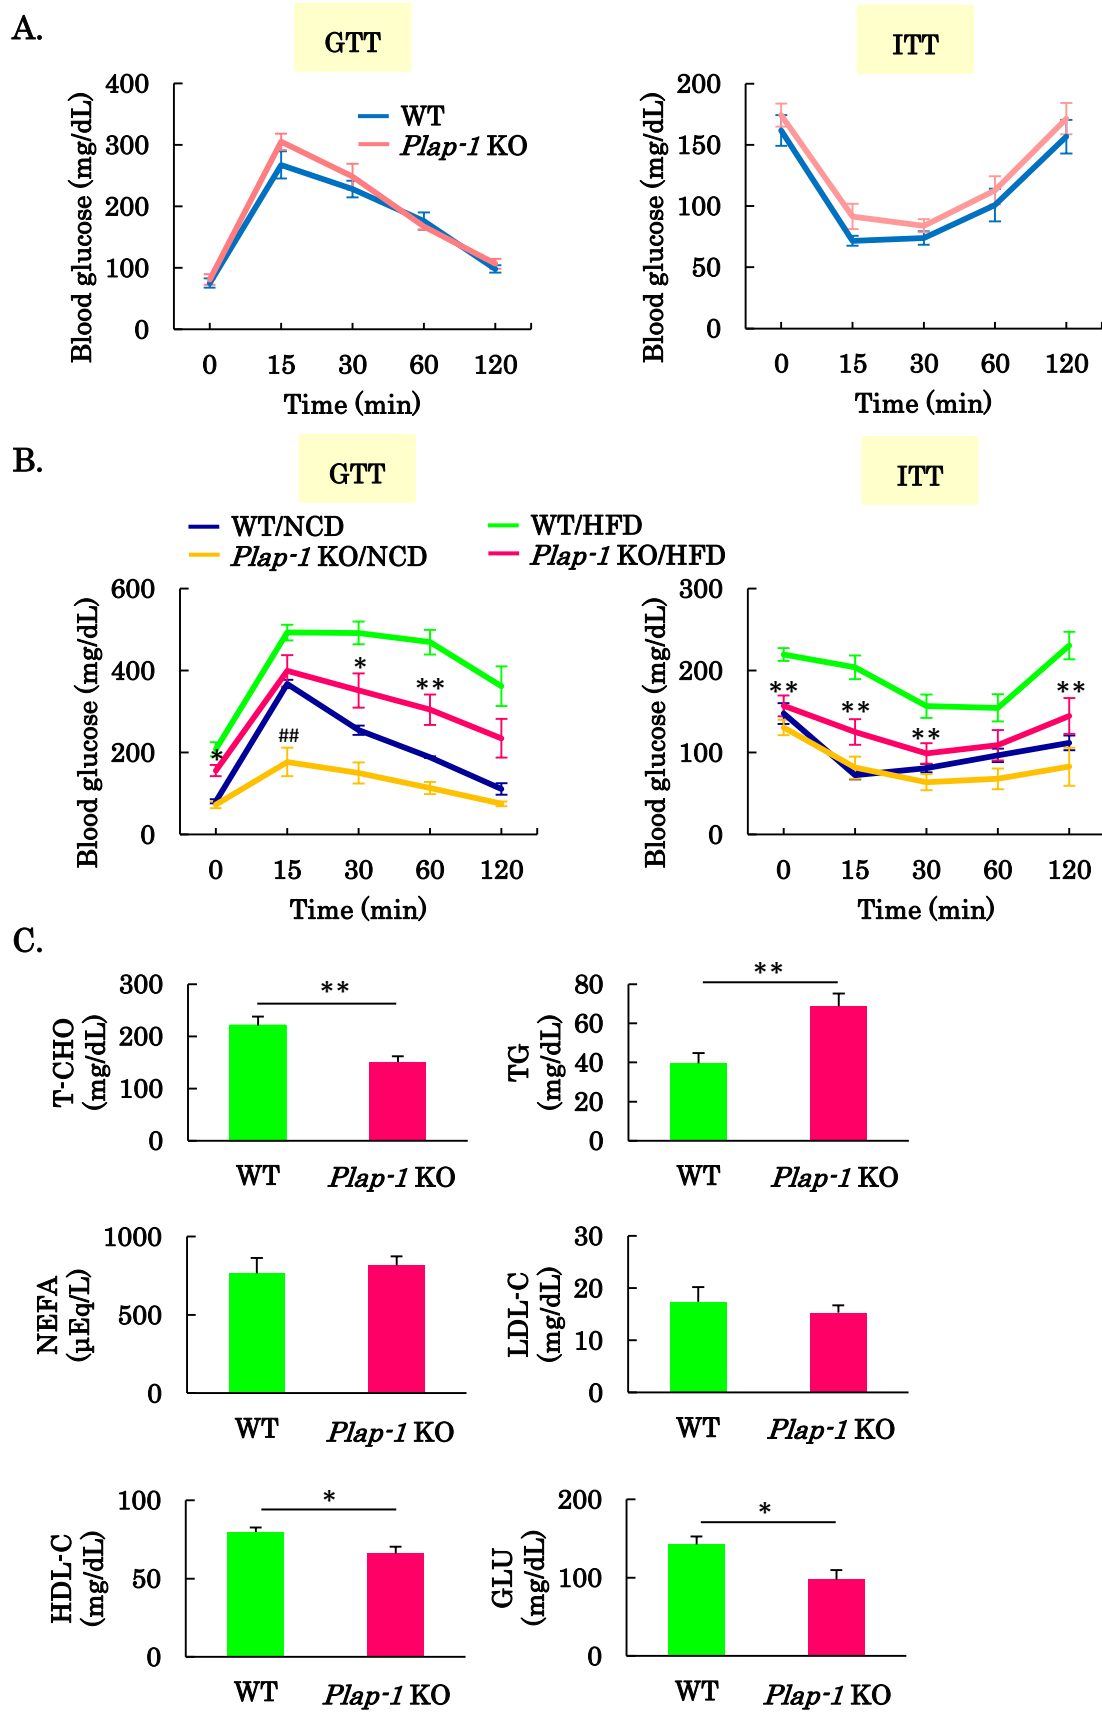 A.
GTT
ITT
Blood glucose (mg/dL)
400
300
200
100
0
WT
Plap-1 KO
0 15 30 60 120
Time (min)
Blood glucose (mg/dL)
200
150
100
50
0
0 15 30 60 120
Time (min)
B.
GTT
ITT
WT/NCD
WT/HFD
Plap-1 KO/NCD
Plap-1 KO/HFD
Blood glucose (mg/dL)
600
400
200
0
*
##
*
**
0 15 30 60 120
Time (min)
Blood glucose (mg/dL)
300
200
100
0
**
**
**
**
0 15 30 60 120
Time (min)
C.
T-CHO
(mg/dL)
300
200
100
0
**
WT Plap-1 KO
TG
(mg/dL)
80
60
40
20
0
**
WT Plap-1 KO
NEFA
(µEq/L)
1000
500
0
WT Plap-1 KO
LDL-C
(mg/dL)
30
20
10
0
WT Plap-1 KO
HDL-C
(mg/dL)
100
50
0
*
WT Plap-1 KO
GLU
(mg/dL)
200
100
0
*
WT Plap-1 KO